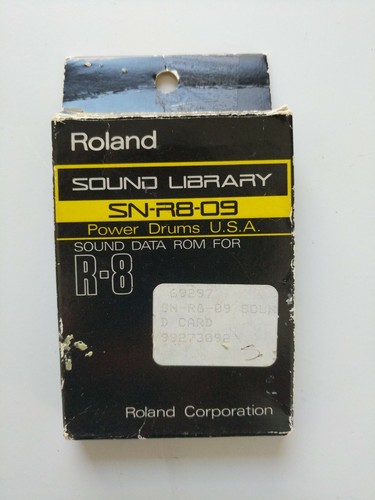 Roland
SOUND LIBRARY
SN-R8-09
Power Drums U.S.A.
SOUND DATA ROM FOR
R-8
SN-R8-09 SOUN
D CARD
Roland Corporation